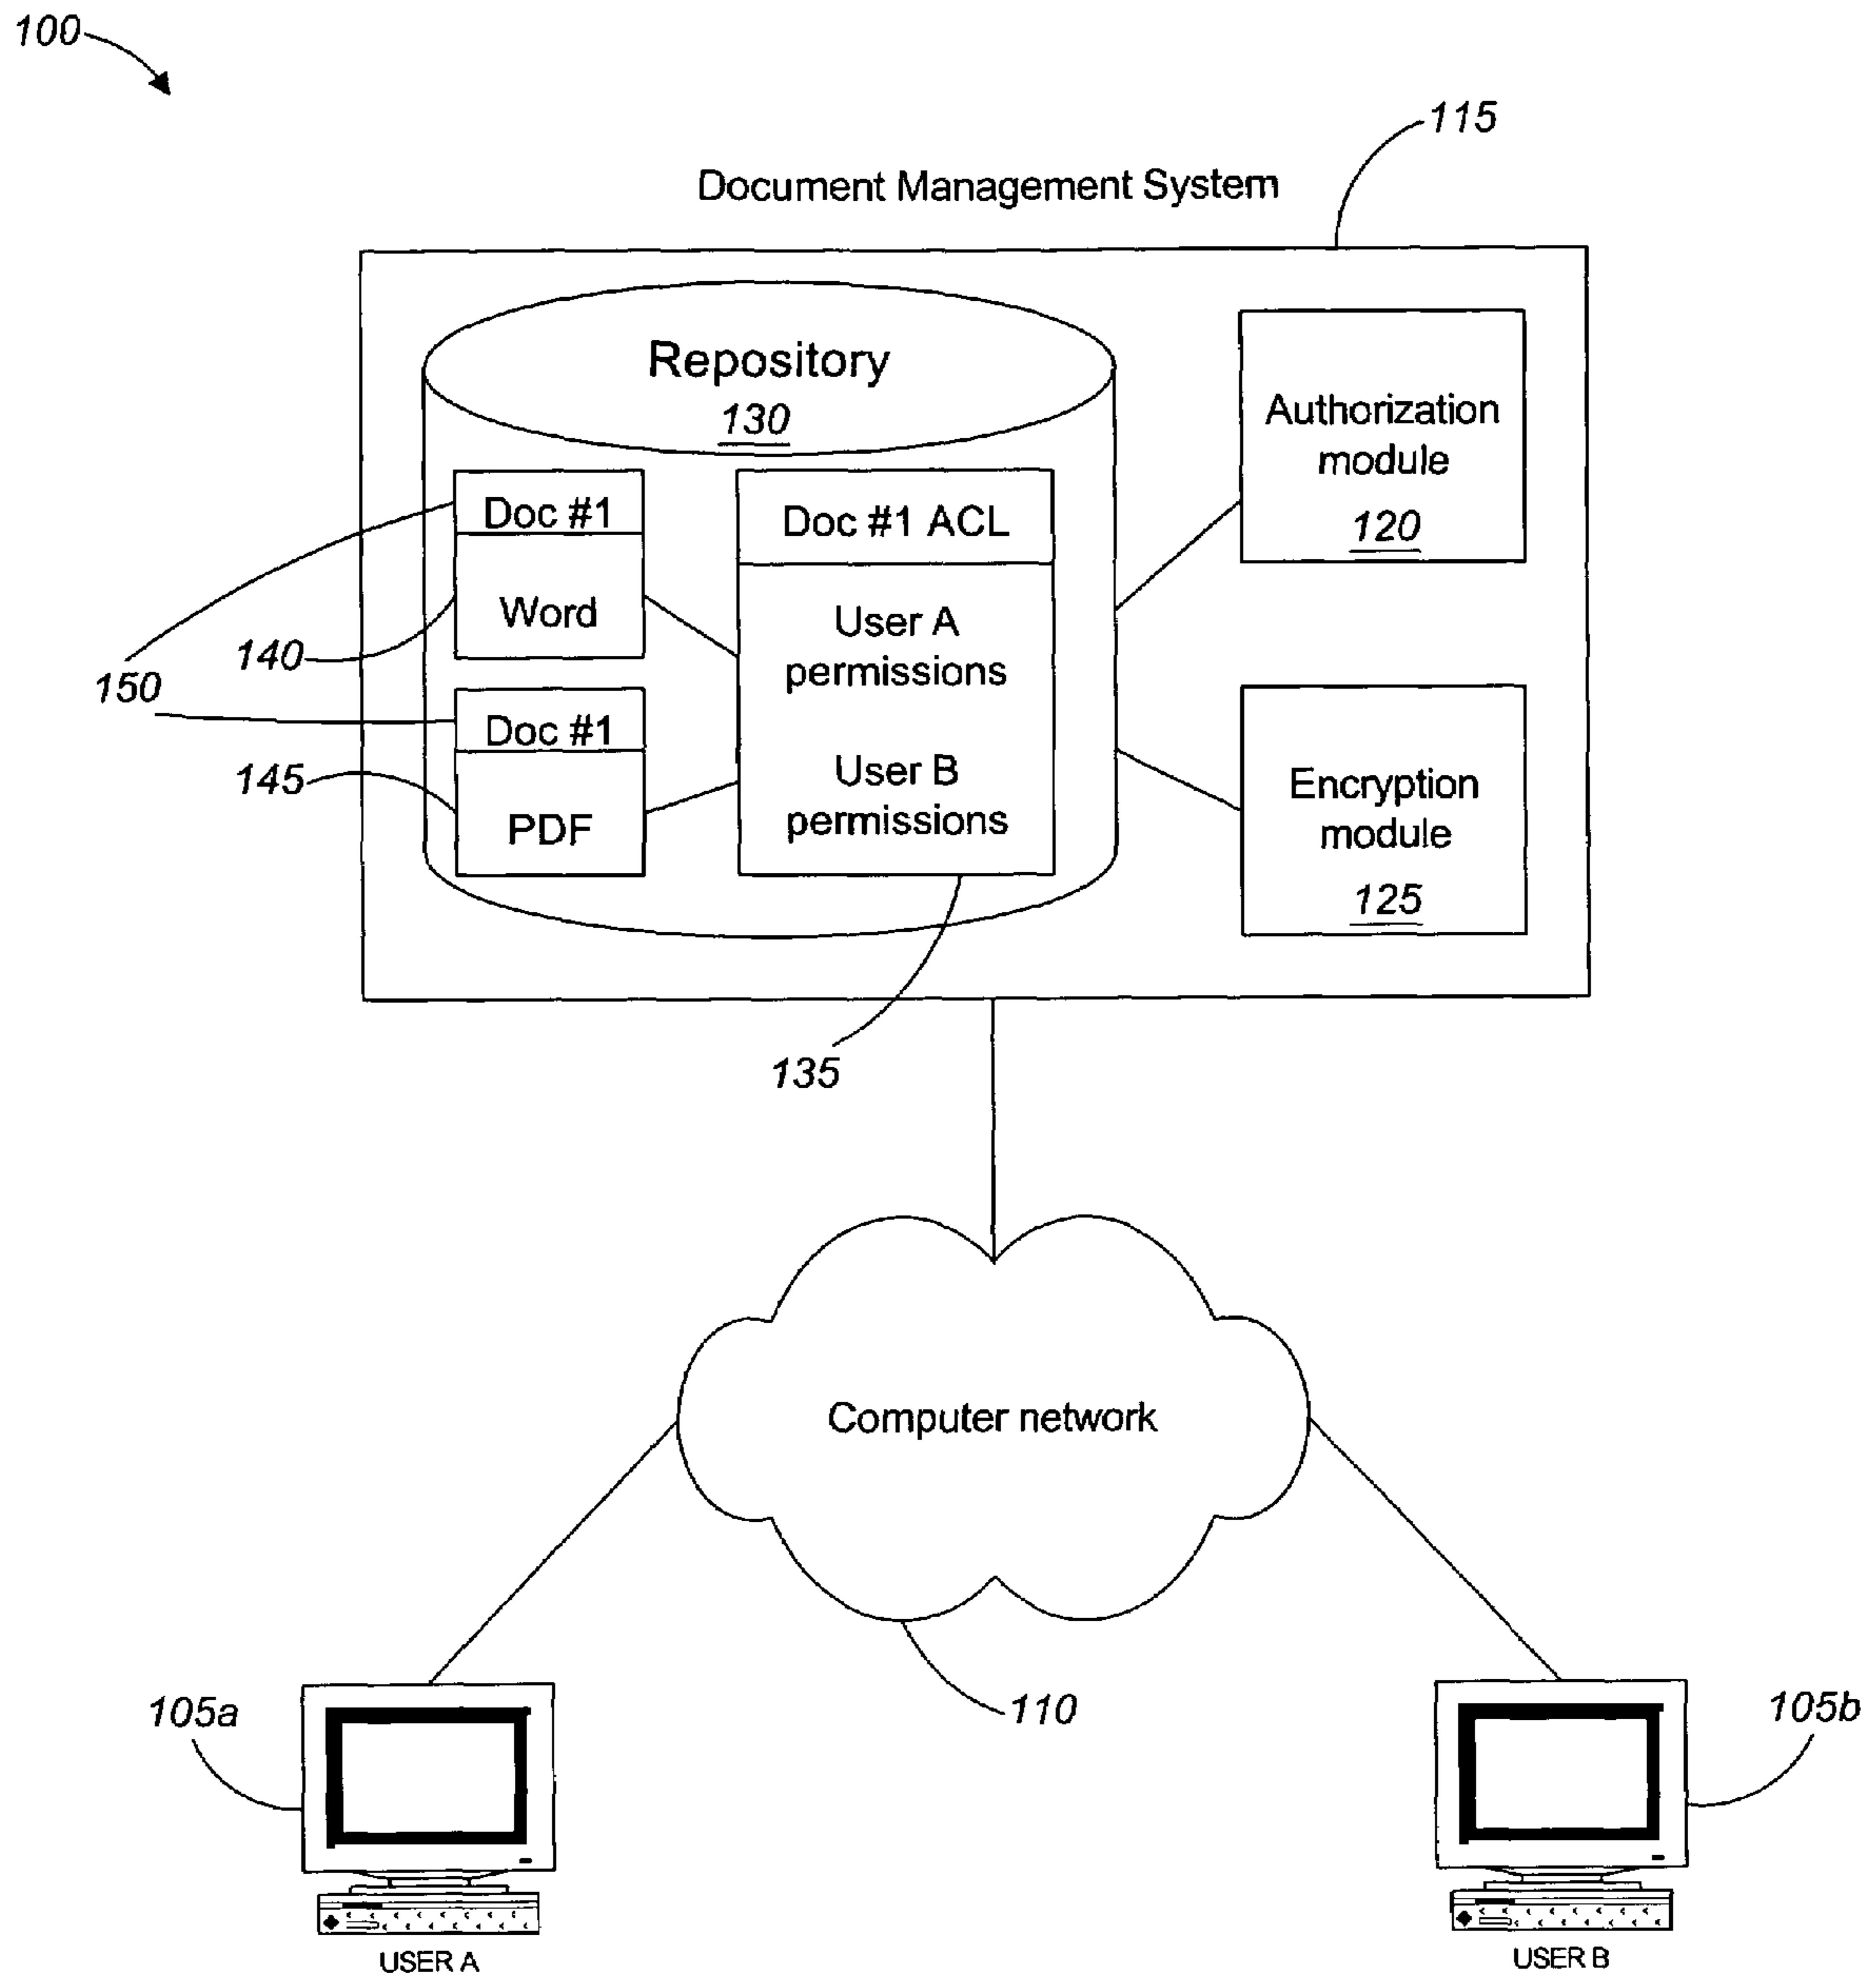 100
115
Document Management System
Repository
130
Authorization
module
120
Doc #1
Word
Doc #1 ACL
User A
permissions
User B
permissions
140
150
Doc #1
PDF
145
Encryption
module
125
135
Computer network
110
105a
105b
USER A
USER B